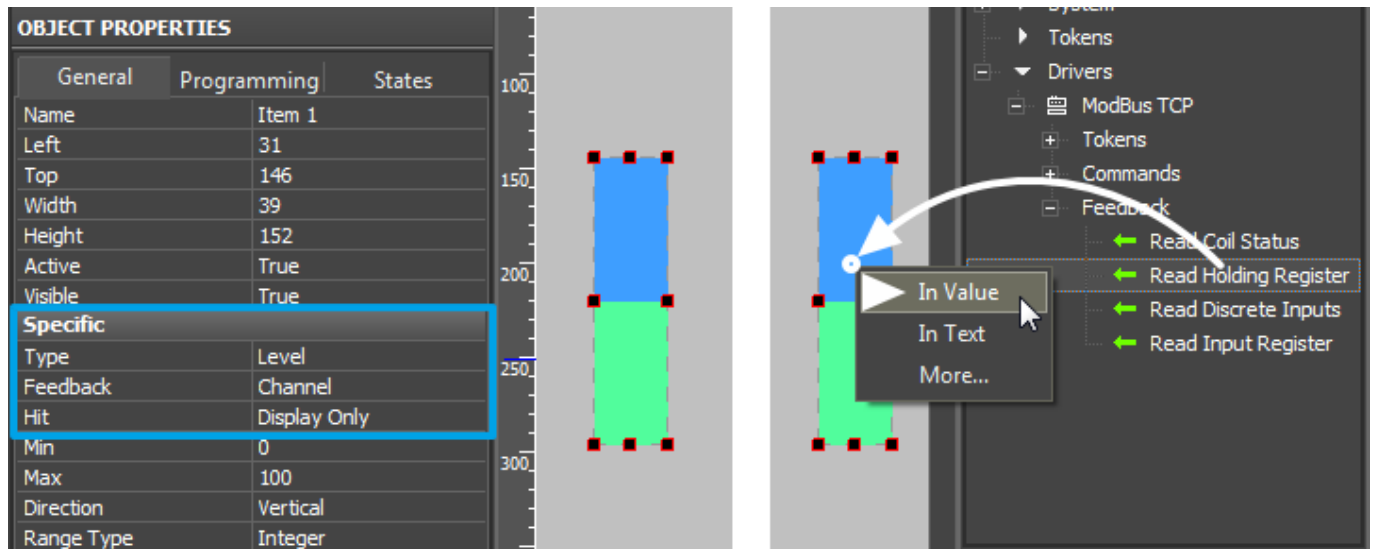 OBJECT PROPERTIES
General Programming States
Name Item 1
Left 31
Top 146
Width 39
Height 152
Active True
Visible True
Specific
Type Level
Feedback Channel
Hit Display Only
Min 0
Max 100
Direction Vertical
Range Type Integer
100
150
200
250
300
System
Tokens
Drivers
ModBus TCP
Tokens
Commands
Feedback
Read Coil Status
Read Holding Register
Read Discrete Inputs
Read Input Register
In Value
In Text
More...